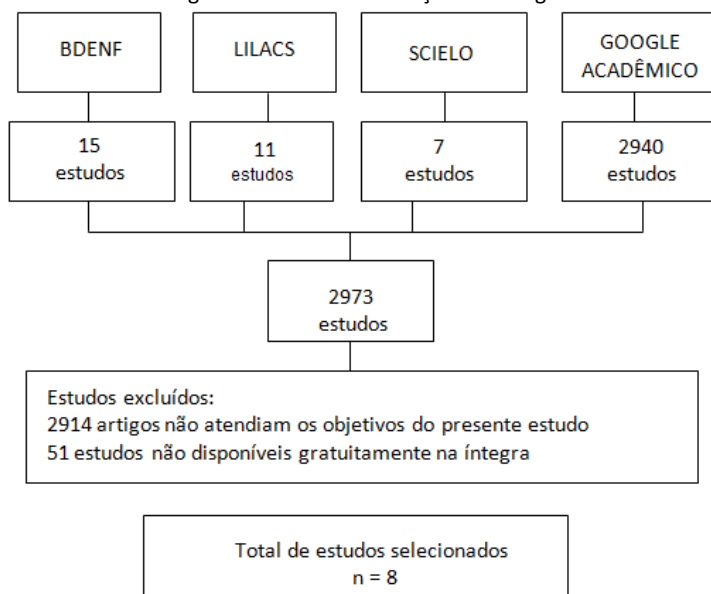 BDENF
LILACS
SCIELO
GOOGLE
ACADÊMICO
15
estudos
11
estudos
7
estudos
2940
estudos
2973
estudos
Estudos excluídos:
2914 artigos não atendiam os objetivos do presente estudo
51 estudos não disponíveis gratuitamente na íntegra
Total de estudos selecionados
n = 8